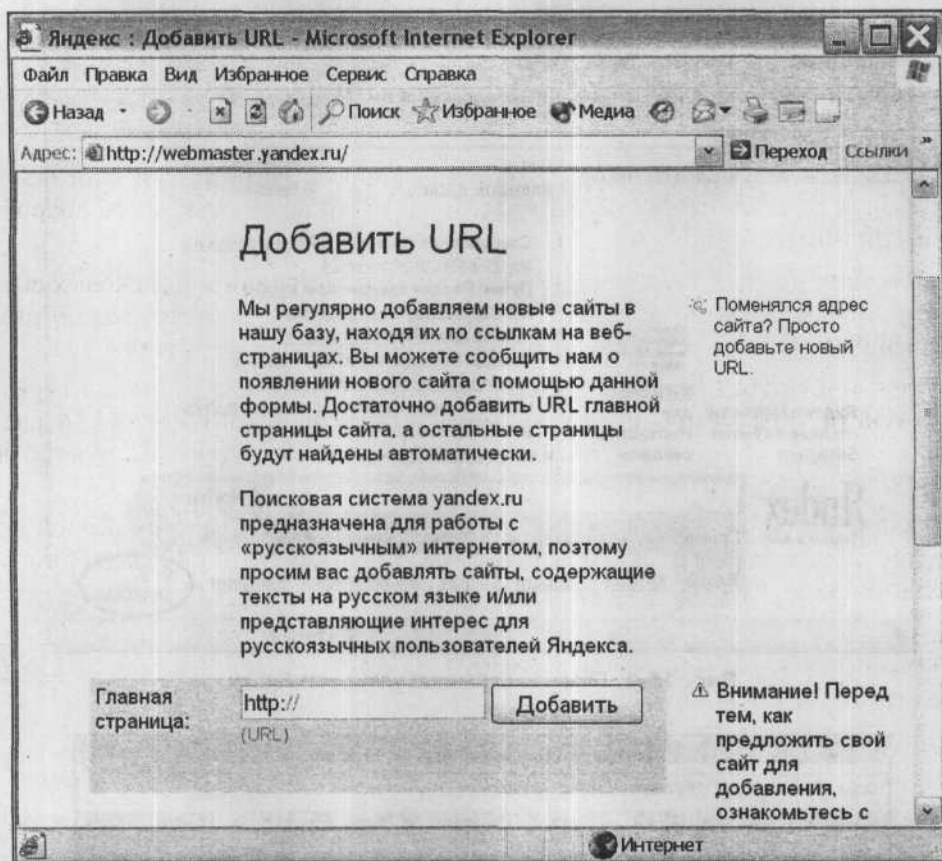 Яндекс : Добавить URL - Microsoft Internet Explorer
Файл Правка Вид Избранное Сервис Справка
Назад Поиск Избранное Медиа
Адрес: http://webmaster.yandex.ru/ Переход Ссылки »
Добавить URL
Мы регулярно добавляем новые сайты в
нашу базу, находя их по ссылкам на веб-
страницах. Вы можете сообщить нам о
появлении нового сайта с помощью данной
формы. Достаточно добавить URL главной
страницы сайта, а остальные страницы
будут найдены автоматически.
Поменялся адрес
сайта? Просто
добавьте новый
URL.
Поисковая система yandex.ru
предназначена для работы с
«русскоязычным» интернетом, поэтому
просим вас добавлять сайты, содержащие
тексты на русском языке и/или
представляющие интерес для
русскоязычных пользователей Яндекса.
Главная
страница:
http://
Добавить
(URL)
Внимание! Перед
тем, как
предложить свой
сайт для
добавления,
ознакомьтесь с
Интернет